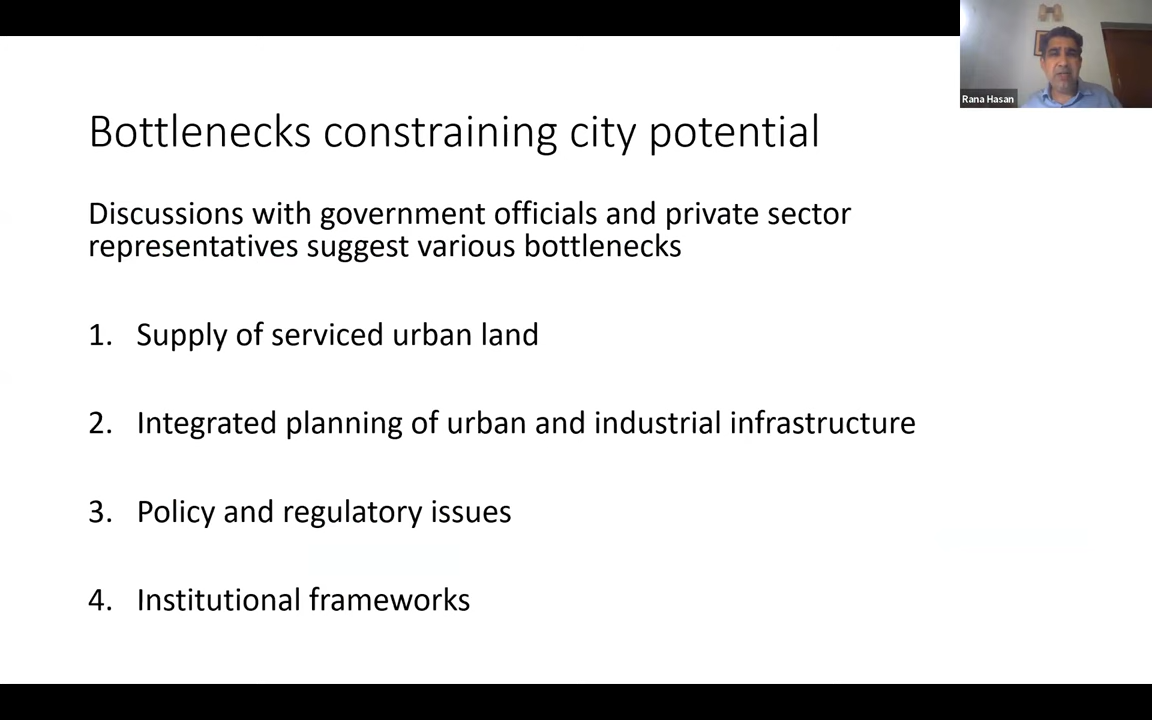 Rana Hasan
Bottlenecks constraining city potential
Discussions with government officials and private sector
representatives suggest various bottlenecks
1. Supply of serviced urban land
2. Integrated planning of urban and industrial infrastructure
3. Policy and regulatory issues
4. Institutional frameworks